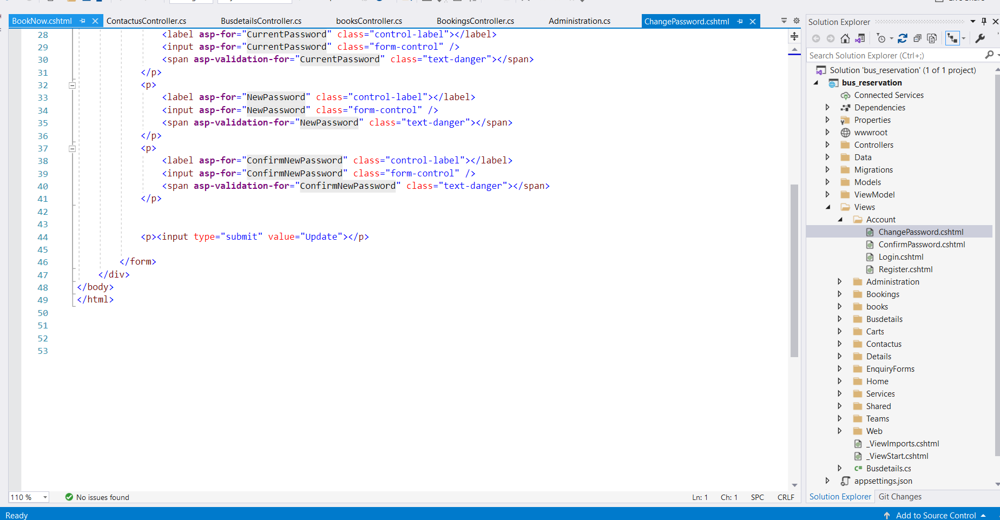 BookNow.cshtml
ContactusController.cs
BusdetailsController.cs
booksController.cs
BookingsController.cs
Administration.cs
ChangePassword.cshtml
28 <label asp-for="CurrentPassword" class="control-label"></label>
29 <input asp-for="CurrentPassword" class="form-control" />
30 <span asp-validation-for="CurrentPassword" class="text-danger"></span>
31 </p>
32 <p>
33 <label asp-for="NewPassword" class="control-label"></label>
34 <input asp-for="NewPassword" class="form-control" />
35 <span asp-validation-for="NewPassword" class="text-danger"></span>
36 </p>
37 <p>
38 <label asp-for="ConfirmNewPassword" class="control-label"></label>
39 <input asp-for="ConfirmNewPassword" class="form-control" />
40 <span asp-validation-for="ConfirmNewPassword" class="text-danger"></span>
41 </p>
42
43
44 <p><input type="submit" value="Update"></p>
45
46 </form>
47 </div>
48 </body>
49 </html>
50
51
52
53
110 %
No issues found
Ln: 1
Ch: 1
SPC
CRLF
Solution Explorer
Search Solution Explorer (Ctrl+;)
Solution 'bus_reservation' (1 of 1 project)
bus_reservation
Connected Services
Dependencies
Properties
wwwroot
Controllers
Data
Migrations
Models
ViewModel
Views
Account
ChangePassword.cshtml
ConfirmPassword.cshtml
Login.cshtml
Register.cshtml
Administration
Bookings
books
Busdetails
Carts
Contactus
Details
EnquiryForms
Home
Services
Shared
Teams
Web
_ViewImports.cshtml
_ViewStart.cshtml
C# Busdetails.cs
appsettings.json
Solution Explorer
Git Changes
Ready
Add to Source Control